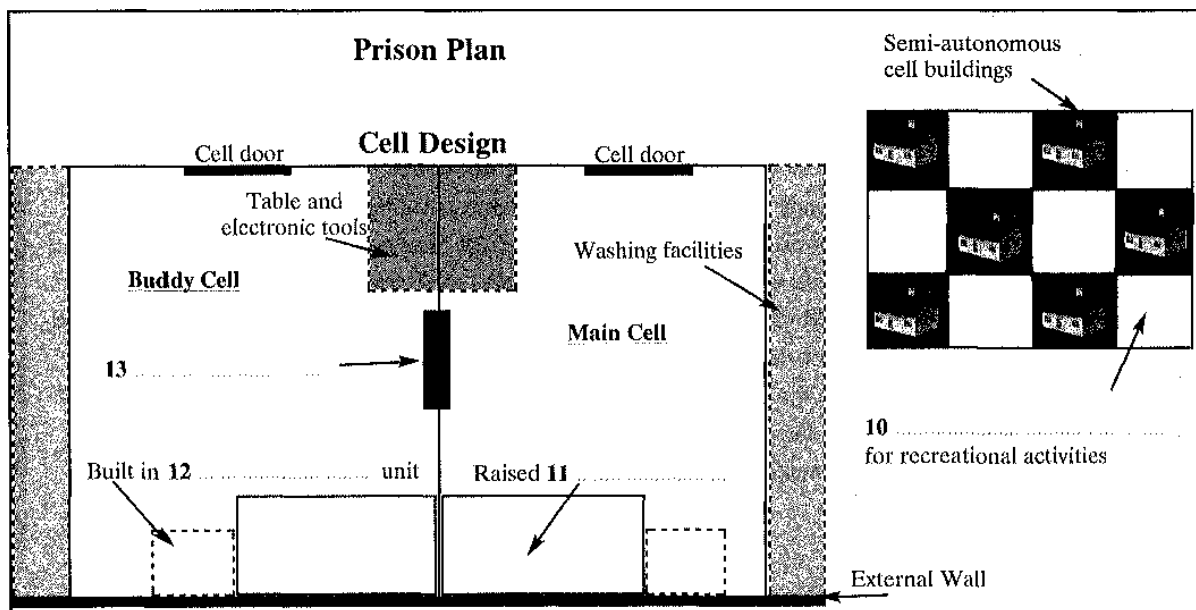 Prison Plan
Semi-autonomous
cell buildings
Cell Design
Cell door
Cell door
Table and
electronic tools
Washing facilities
Buddy Cell
Main Cell
13 ........................
10 ........................
for recreational activities
Built in 12 ........................ unit
Raised 11 ........................
External Wall